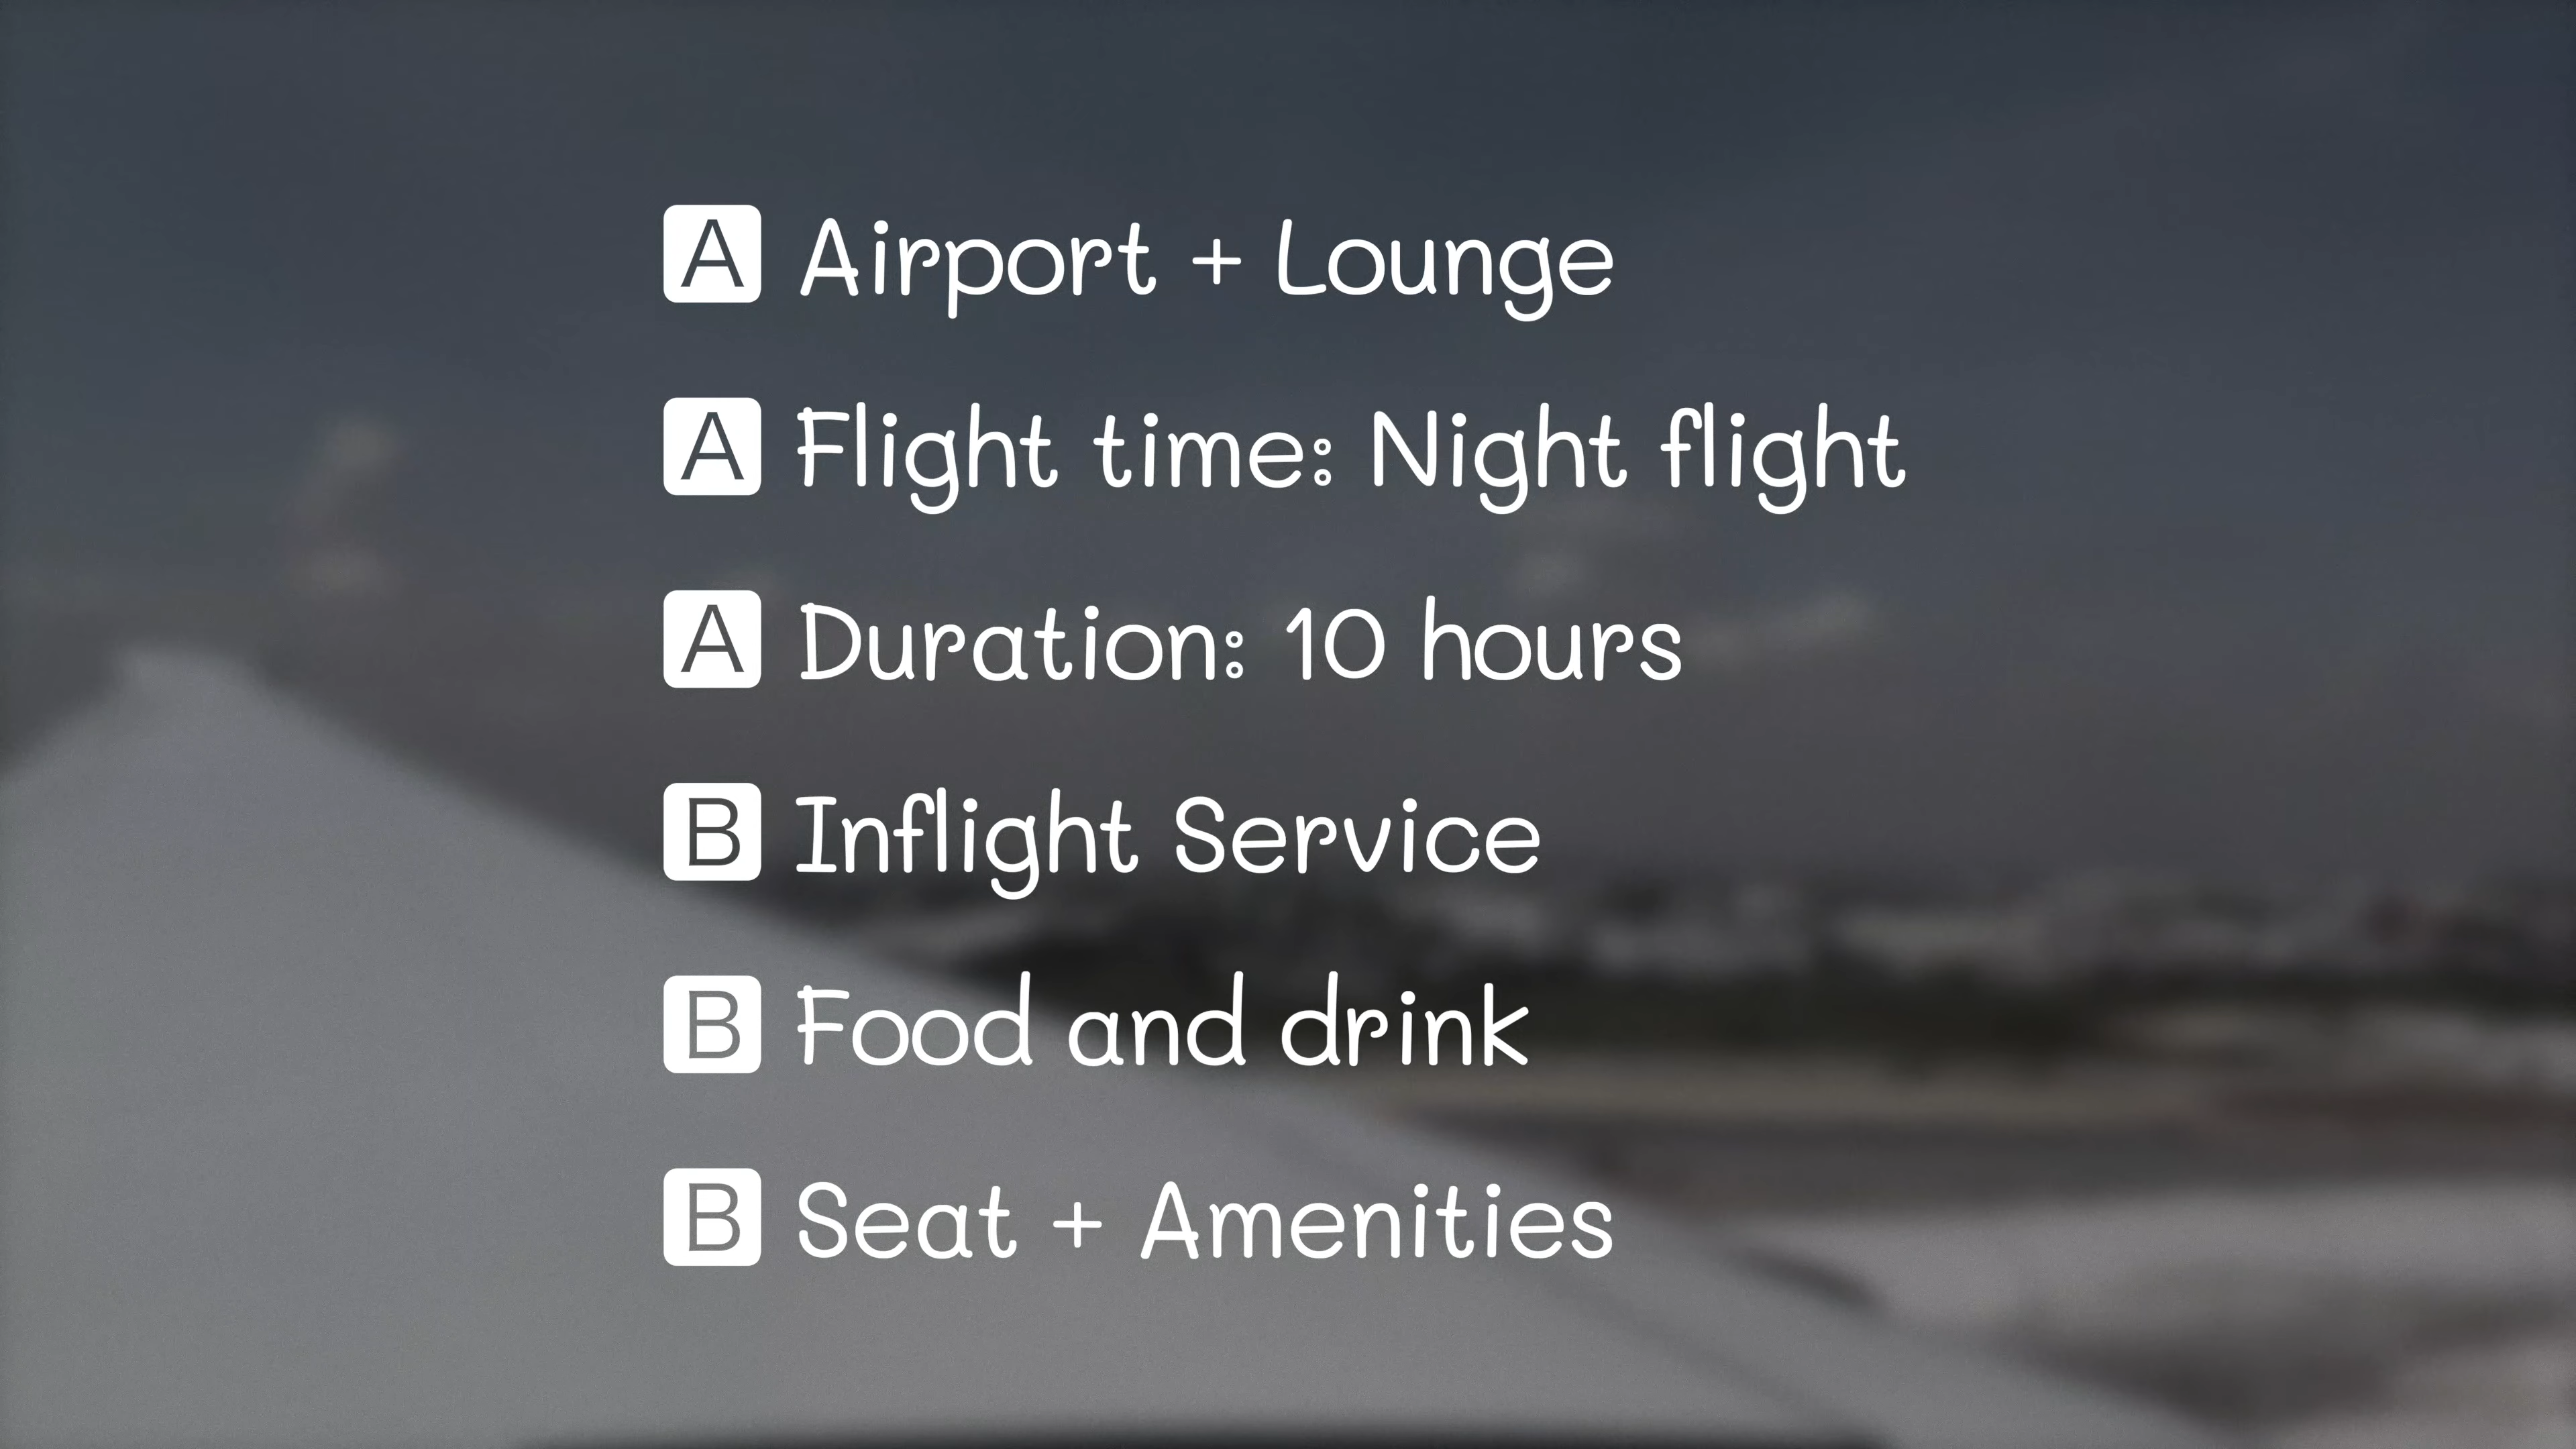 A Airport + Lounge
A Flight time: Night flight
A Duration: 10 hours
B Inflight Service
B Food and drink
B Seat + Amenities